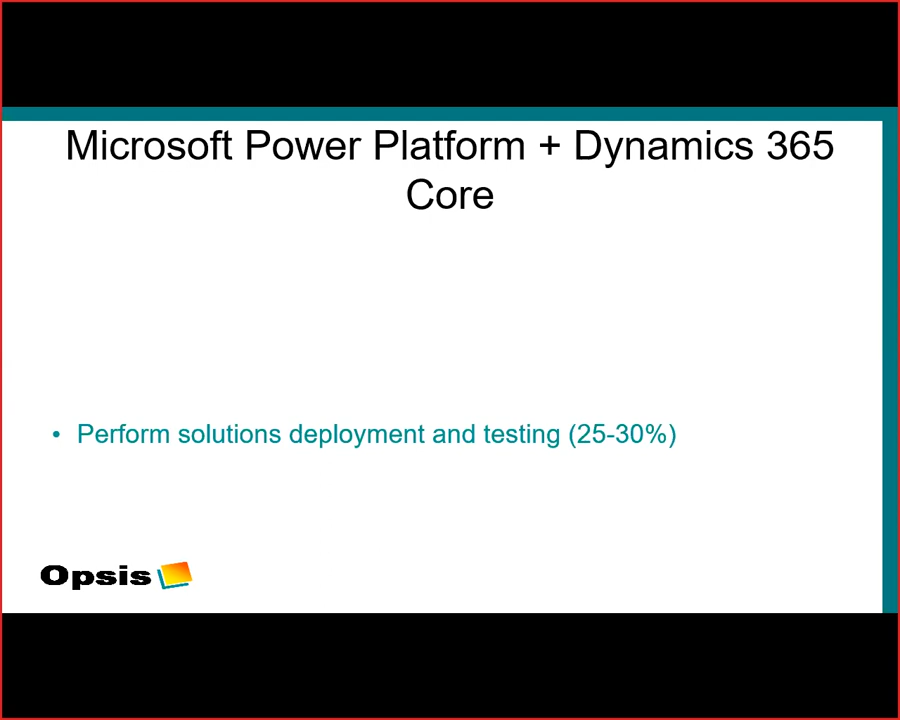 Microsoft Power Platform + Dynamics 365
Core
• Perform solutions deployment and testing (25-30%)
Opsis